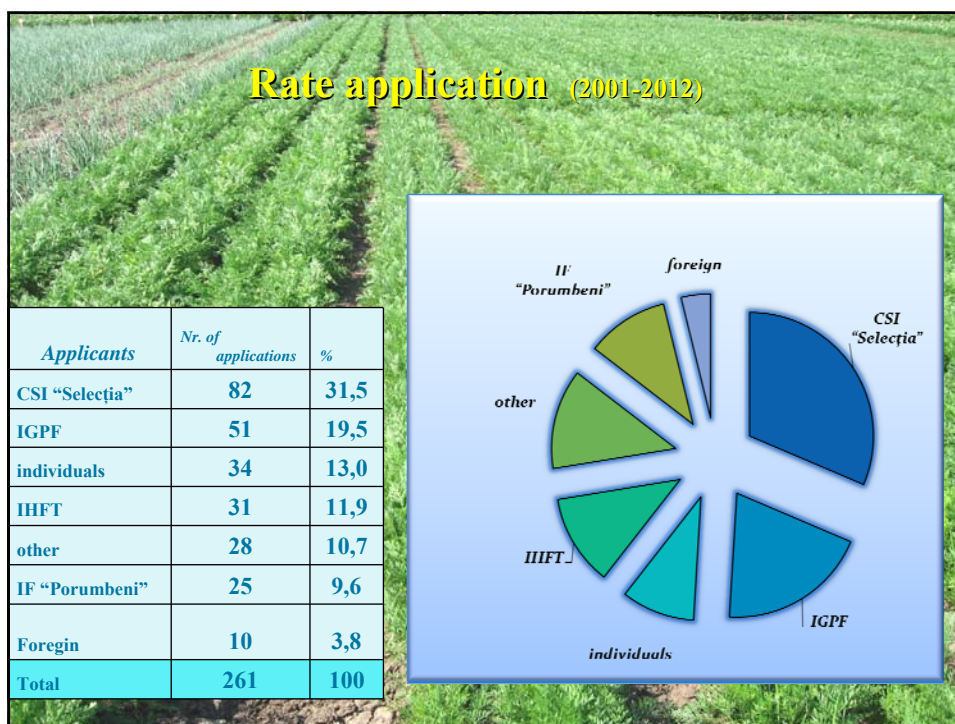 Rate application (2001-2012)
Applicants Nr. of applications %
CSI “Selecția” 82 31,5
IGPF 51 19,5
individuals 34 13,0
IHFT 31 11,9
other 28 10,7
IF “Porumbeni” 25 9,6
Foregin 10 3,8
Total 261 100
foreign
IF
“Porumbeni”
CSI
“Selecția”
other
IHFT
IGPF
individuals